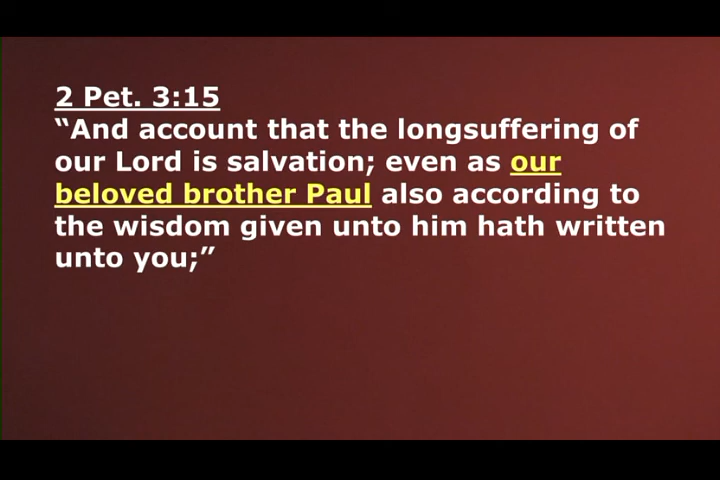 2 Pet. 3:15
“And account that the longsuffering of
our Lord is salvation; even as our
beloved brother Paul also according to
the wisdom given unto him hath written
unto you;”